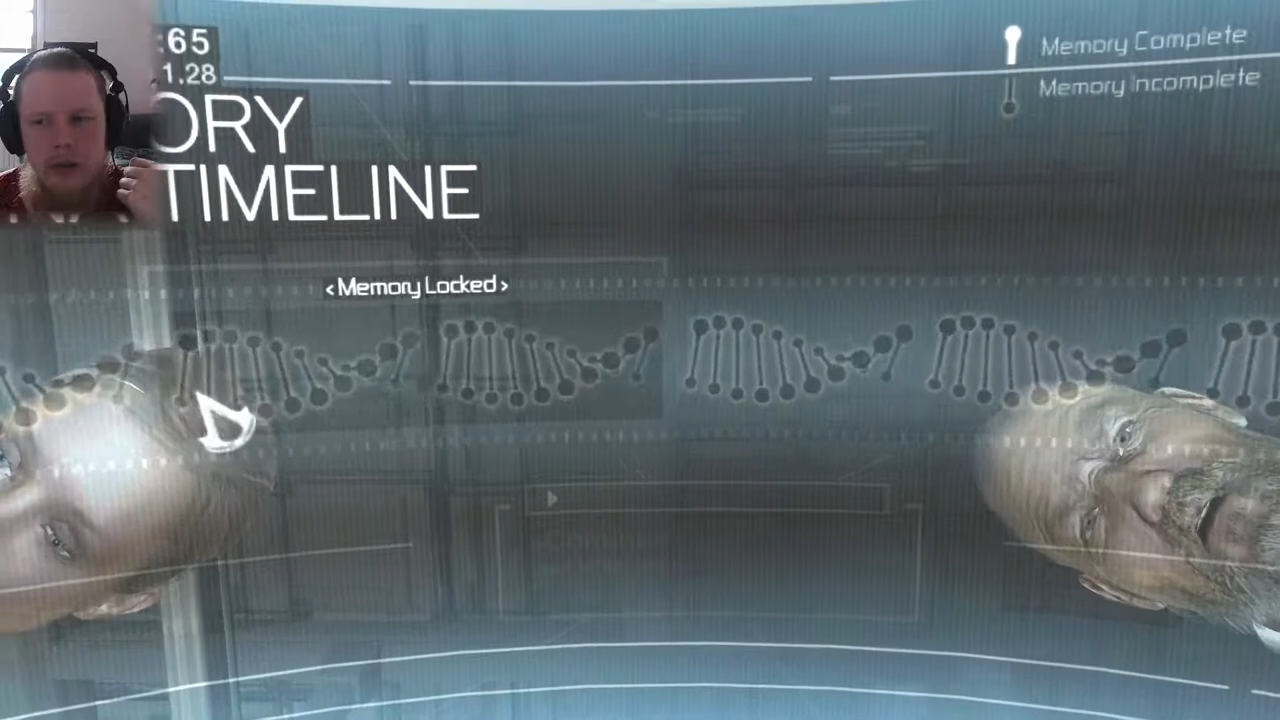 :65
1.28
ORY
TIMELINE
Memory Complete
Memory Incomplete
<Memory Locked>